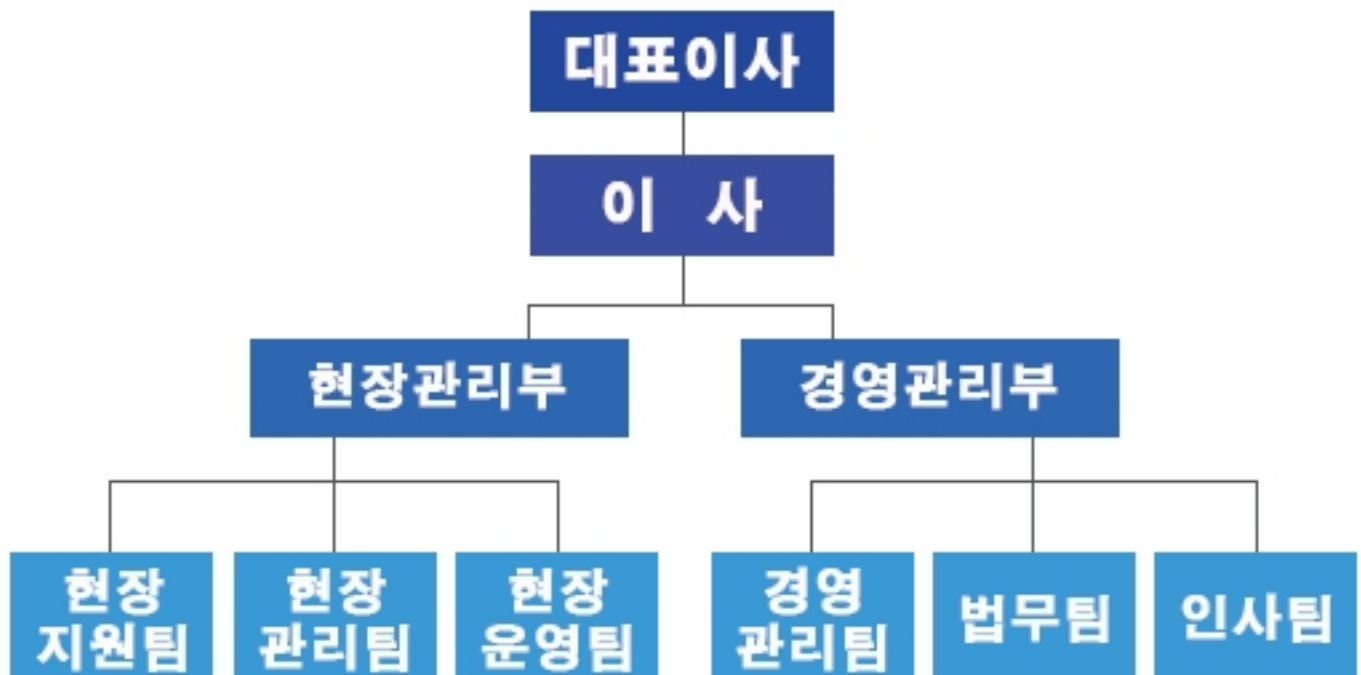 대표이사
이 사
현장관리부
경영관리부
현장
지원팀
현장
관리팀
현장
운영팀
경영
관리팀
법무팀
인사팀